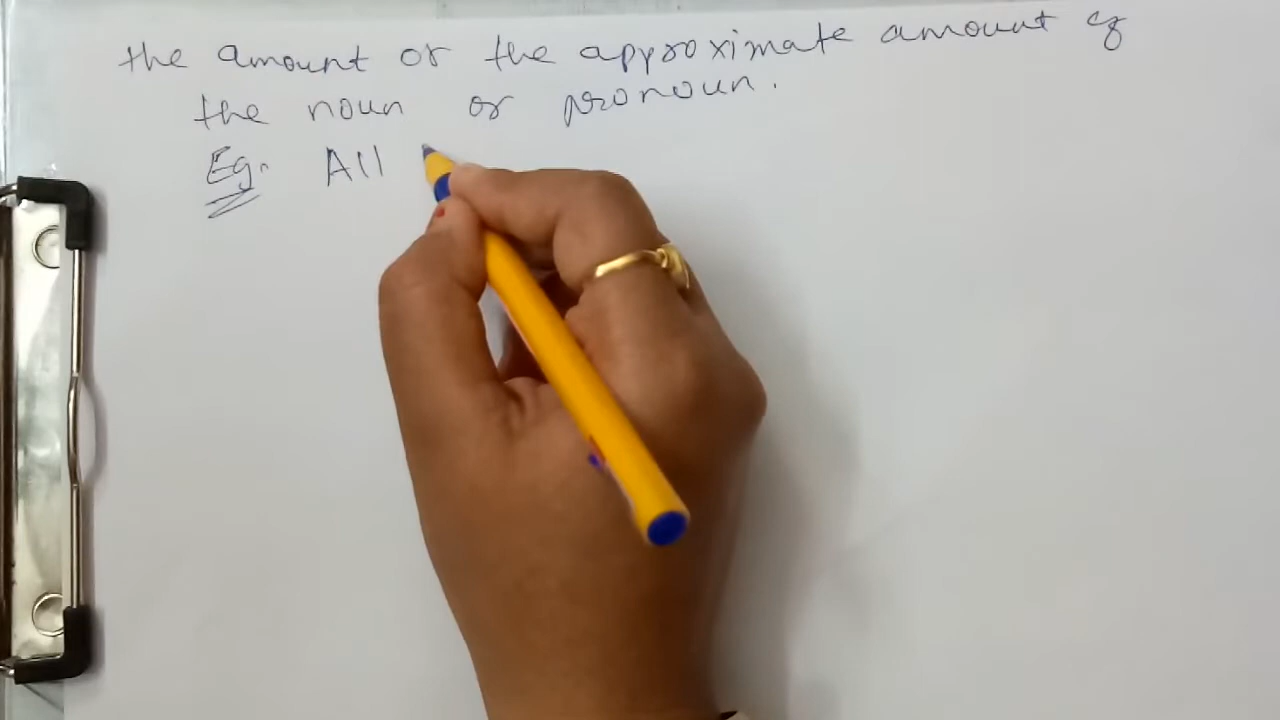 the amount or the approximate amount of
the noun or pronoun.
Eg. All